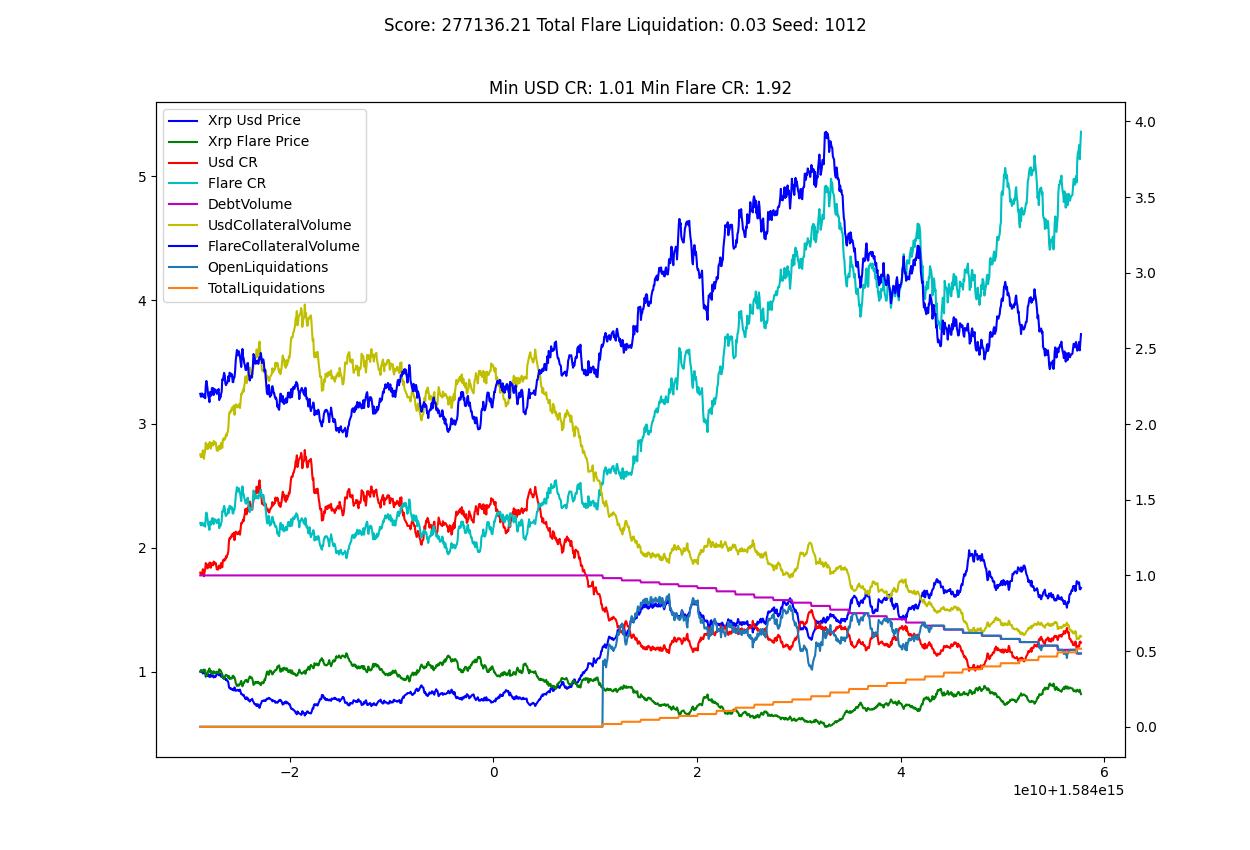 Score: 277136.21 Total Flare Liquidation: 0.03 Seed: 1012
Min USD CR: 1.01 Min Flare CR: 1.92
Xrp Usd Price
Xrp Flare Price
Usd CR
Flare CR
DebtVolume
UsdCollateralVolume
FlareCollateralVolume
OpenLiquidations
TotalLiquidations
5
4
3
2
1
4.0
3.5
3.0
2.5
2.0
1.5
1.0
0.5
0.0
−2 0 2 4 6
1e10+1.584e15